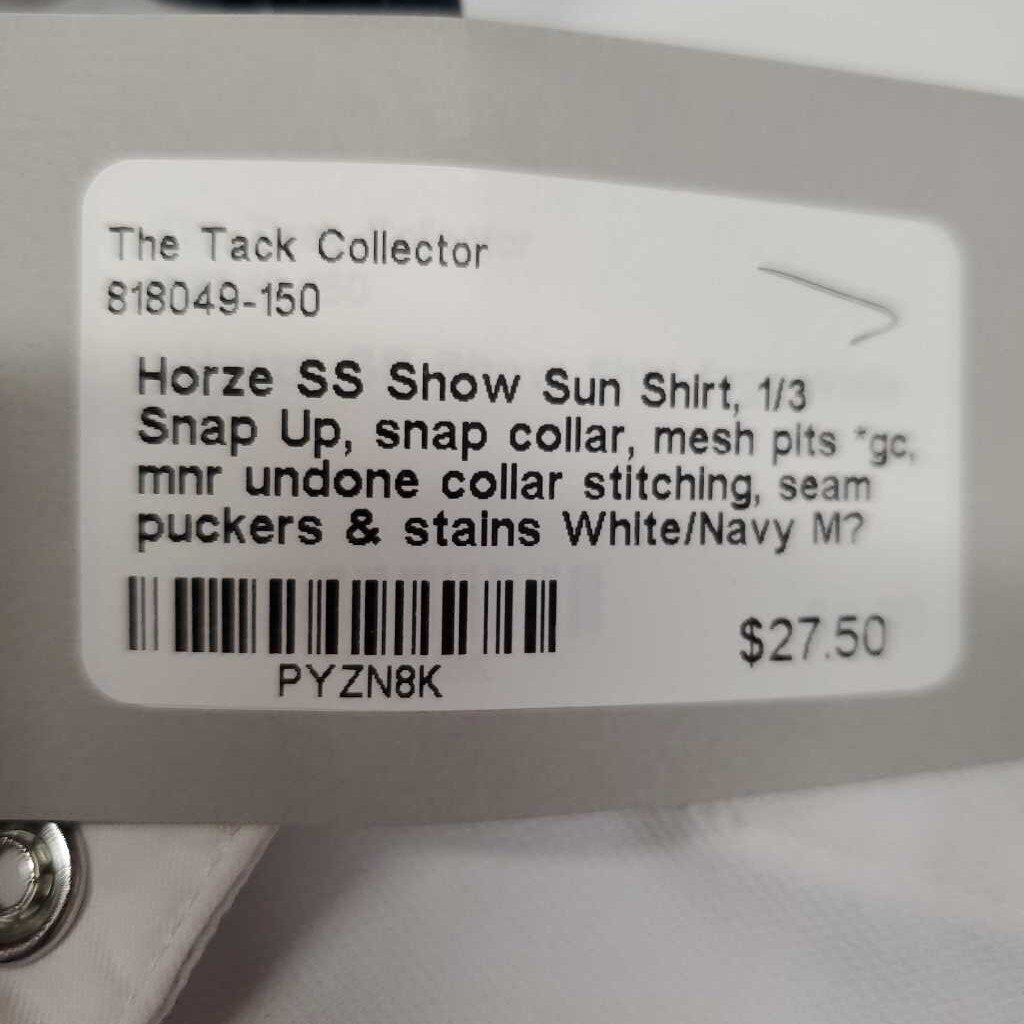 The Tack Collector
818049-150
Horze SS Show Sun Shirt, 1/3
Snap Up, snap collar, mesh pits *gc,
mnr undone collar stitching, seam
puckers & stains White/Navy M?
PYZN8K
$27.50